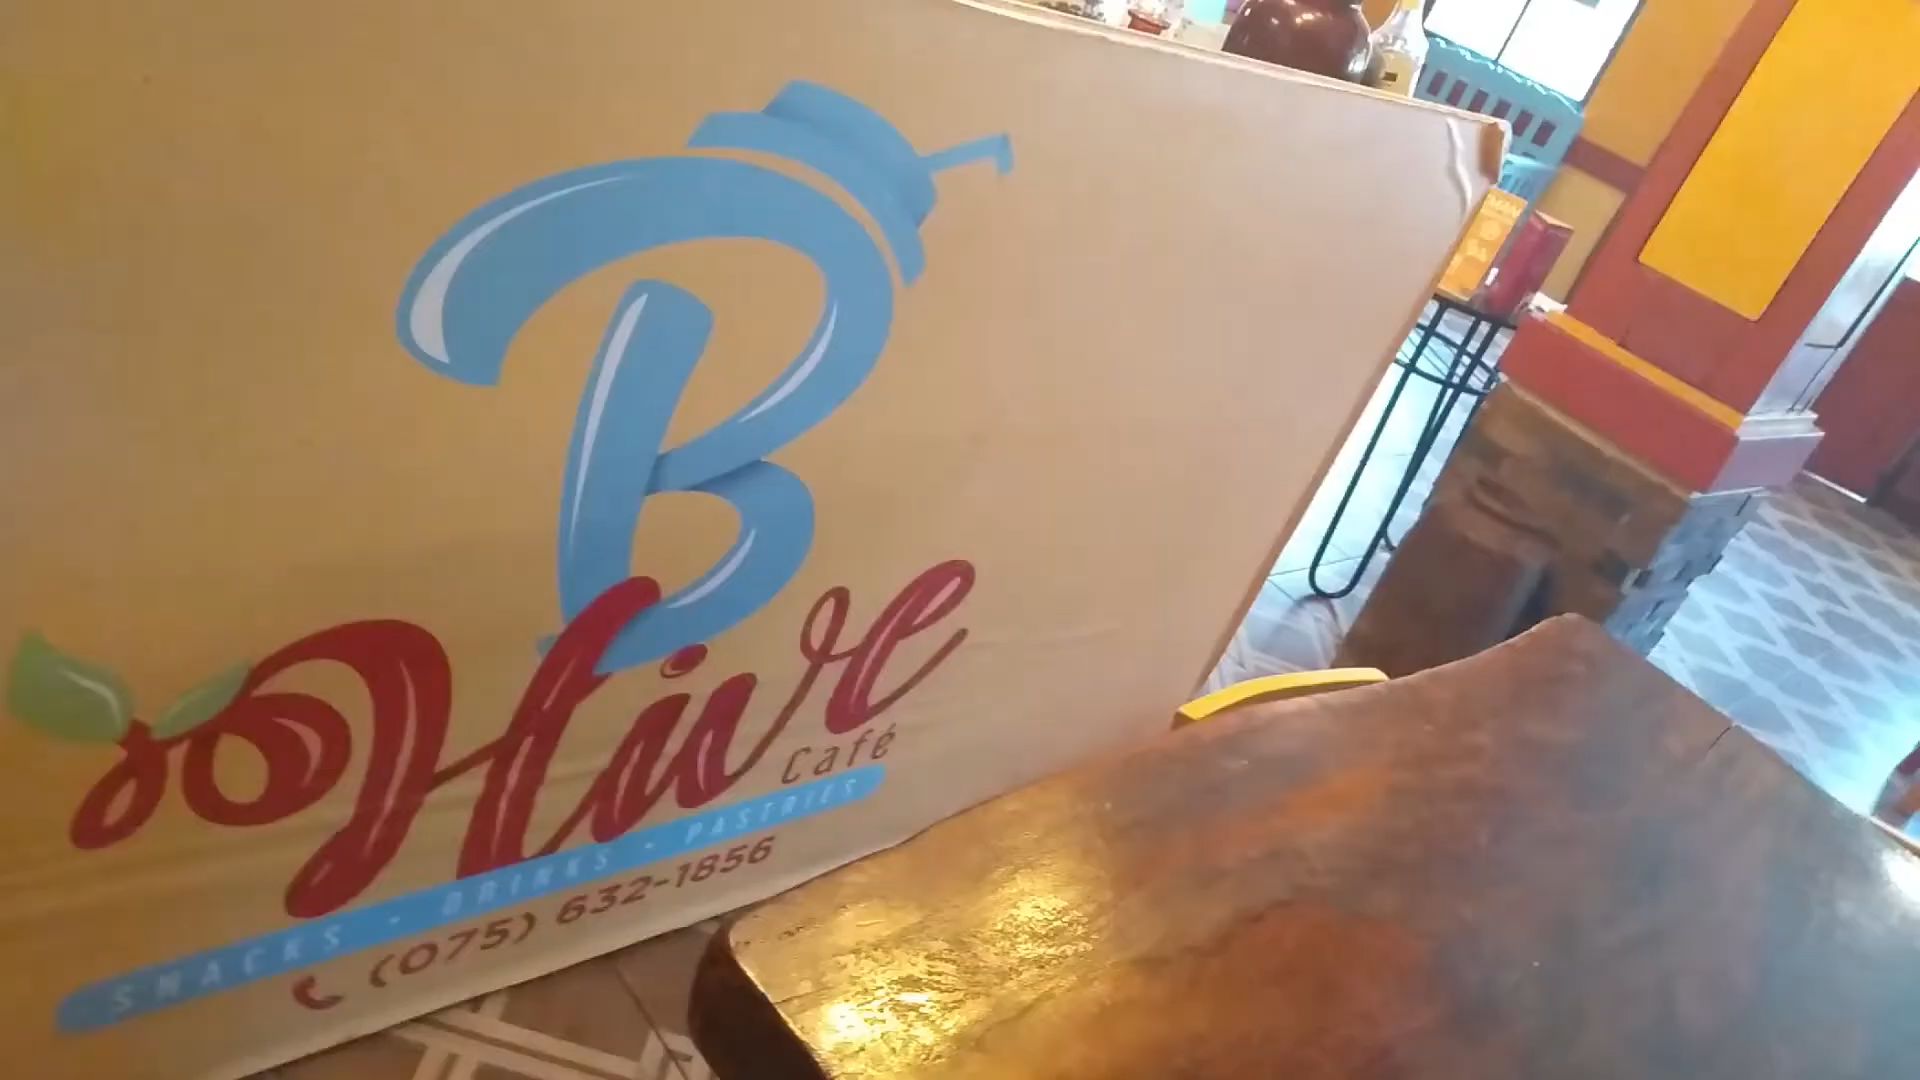 B
Hive
Café
SNACKS • DRINKS • PASTRIES
(075) 632-1856